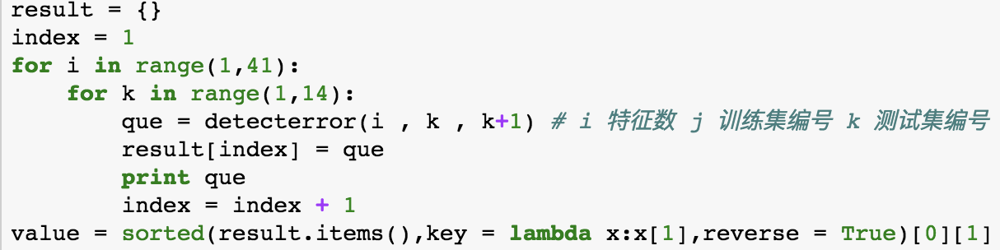 result = {}
index = 1
for i in range(1,41):
    for k in range(1,14):
        que = detecterror(i , k , k+1) # i 特征数 j 训练集编号 k 测试集编号
        result[index] = que
        print que
        index = index + 1
value = sorted(result.items(),key = lambda x:x[1],reverse = True)[0][1]